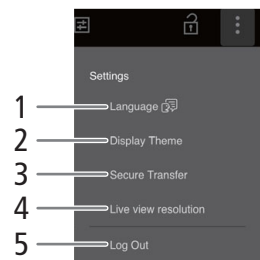 Settings
1 Language
2 Display Theme
3 Secure Transfer
4 Live view resolution
5 Log Out